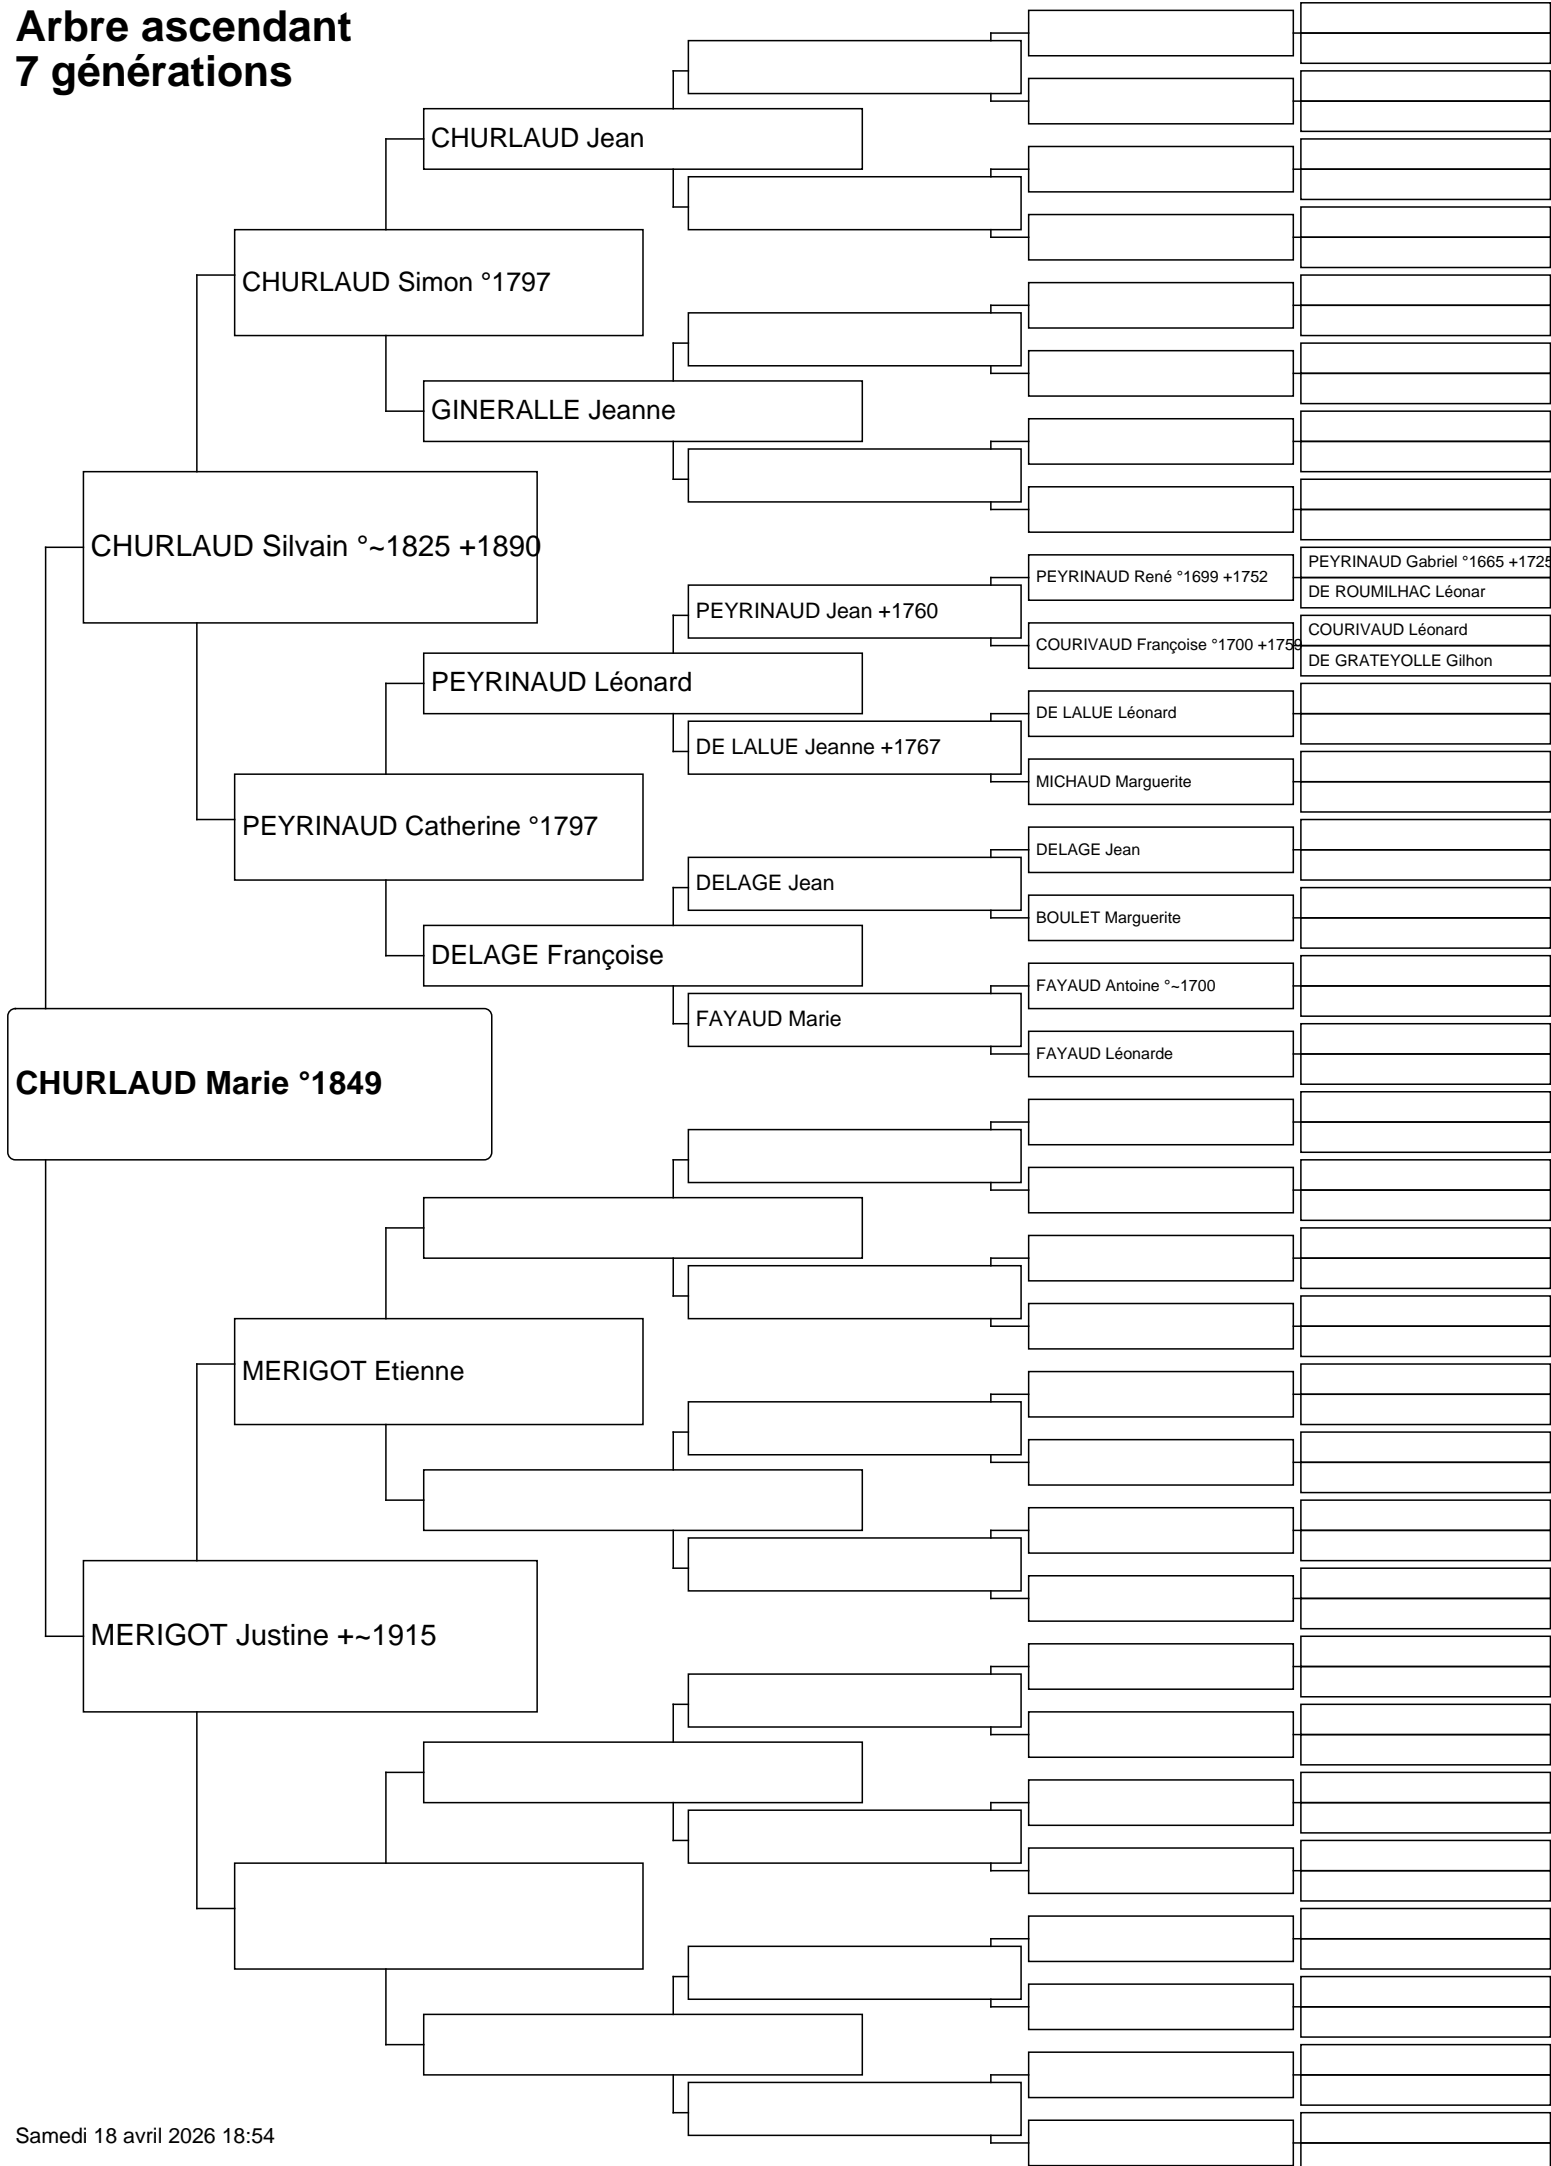 Arbre ascendant
7 générations
CHURLAUD Jean
CHURLAUD Simon °1797
GINERALLE Jeanne
CHURLAUD Silvain °~1825 +1890
PEYRINAUD Gabriel °1665 +1725
PEYRINAUD René °1699 +1752
DE ROUMILHAC Léonar
PEYRINAUD Jean +1760
COURIVAUD Léonard
COURIVAUD Françoise °1700 +1759
DE GRATEYOLLE Gilhon
PEYRINAUD Léonard
DE LALUE Léonard
DE LALUE Jeanne +1767
MICHAUD Marguerite
PEYRINAUD Catherine °1797
DELAGE Jean
DELAGE Jean
BOULET Marguerite
DELAGE Françoise
FAYAUD Antoine °~1700
FAYAUD Marie
FAYAUD Léonarde
CHURLAUD Marie °1849
MERIGOT Etienne
MERIGOT Justine +~1915
Samedi 18 avril 2026 18:54